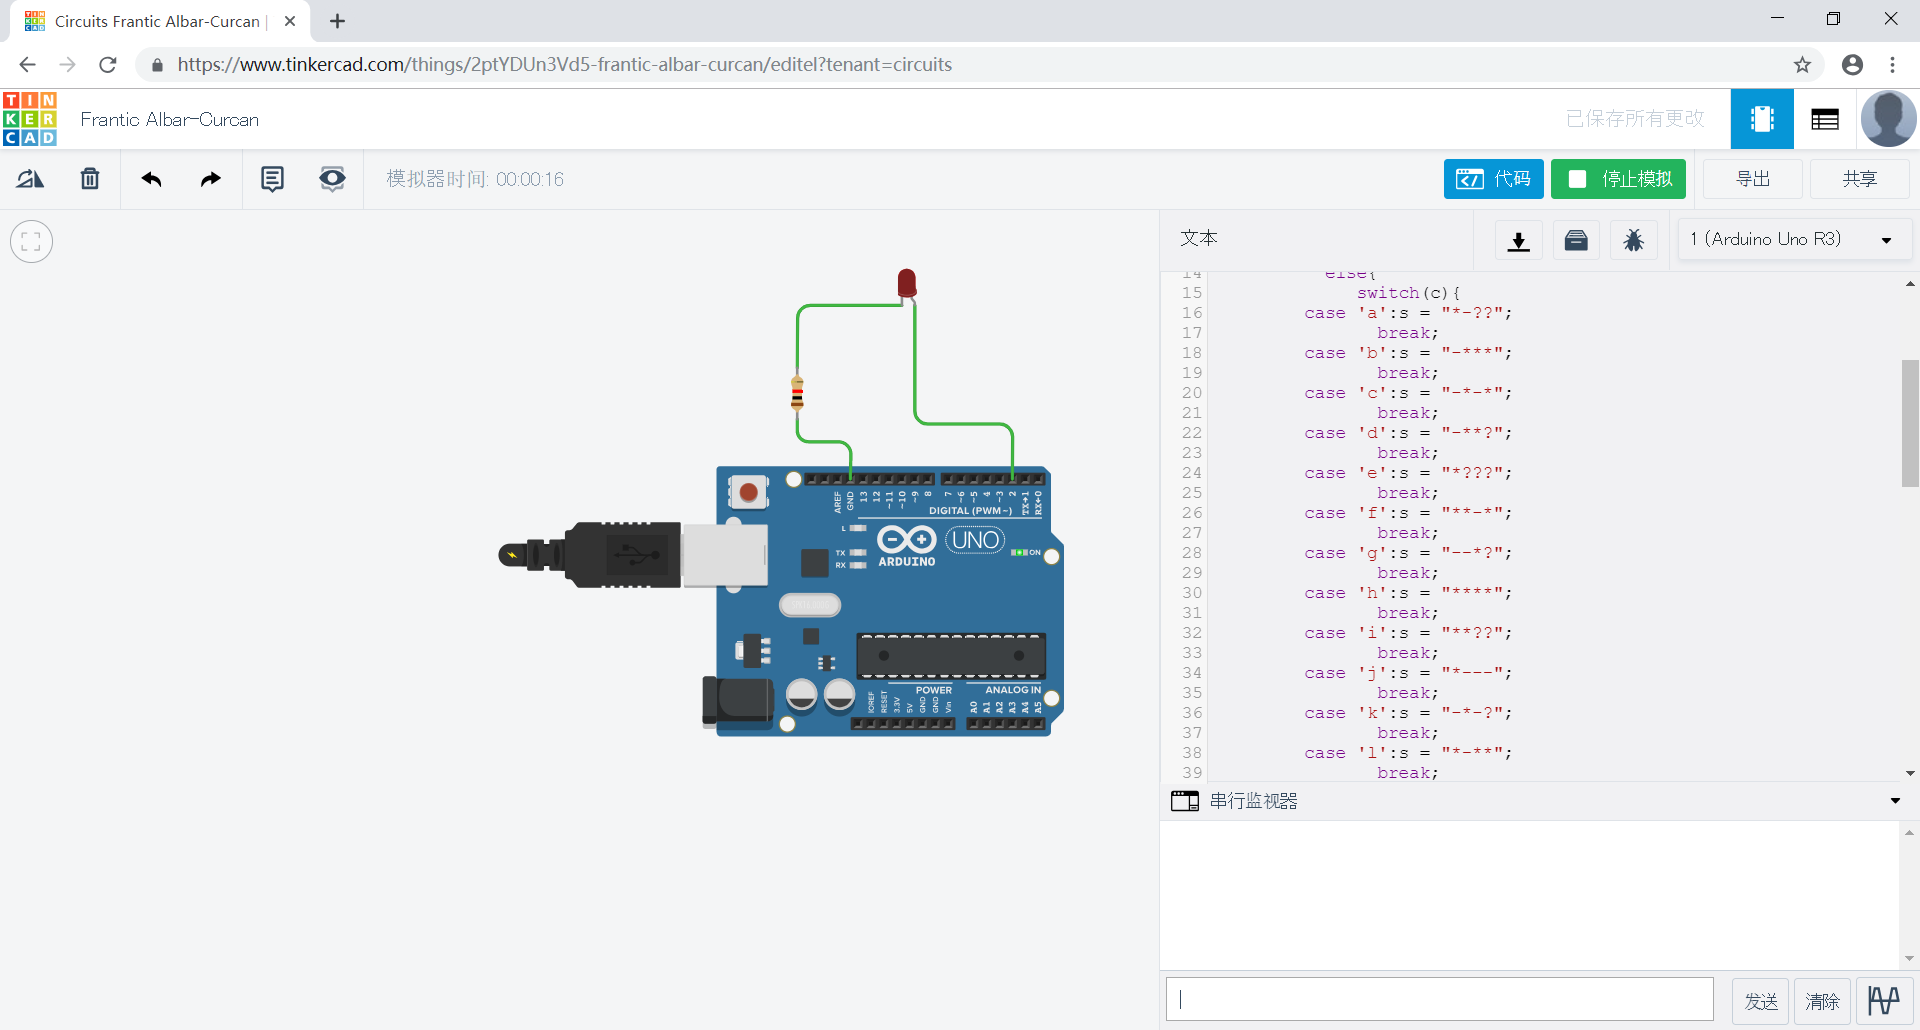 Circuits Frantic Albar-Curcan |
https://www.tinkercad.com/things/2ptYDUn3Vd5-frantic-albar-curcan/editel?tenant=circuits
TIN
KER
CAD
Frantic Albar-Curcan
已保存所有更改
模拟器时间: 00:00:16
代码
停止模拟
导出
共享
文本
1 (Arduino Uno R3)
14 else{
15 switch(c){
16 case 'a':s = "*-??";
17 break;
18 case 'b':s = "-***";
19 break;
20 case 'c':s = "-*-*";
21 break;
22 case 'd':s = "-**?";
23 break;
24 case 'e':s = "*???";
25 break;
26 case 'f':s = "**-*";
27 break;
28 case 'g':s = "--*?";
29 break;
30 case 'h':s = "****";
31 break;
32 case 'i':s = "**??";
33 break;
34 case 'j':s = "*---";
35 break;
36 case 'k':s = "-*-?";
37 break;
38 case 'l':s = "*-**";
39 break;
AREF GND 13 12 ~11 ~10 ~9 8 7 ~6 ~5 4 ~3 2 TX→1 RX←0
DIGITAL (PWM~)
L
TX
RX
ARDUINO
UNO
ON
POWER
ANALOG IN
IOREF RESET 3.3V 5V GND GND Vin A0 A1 A2 A3 A4 A5
串行监视器
发送
清除